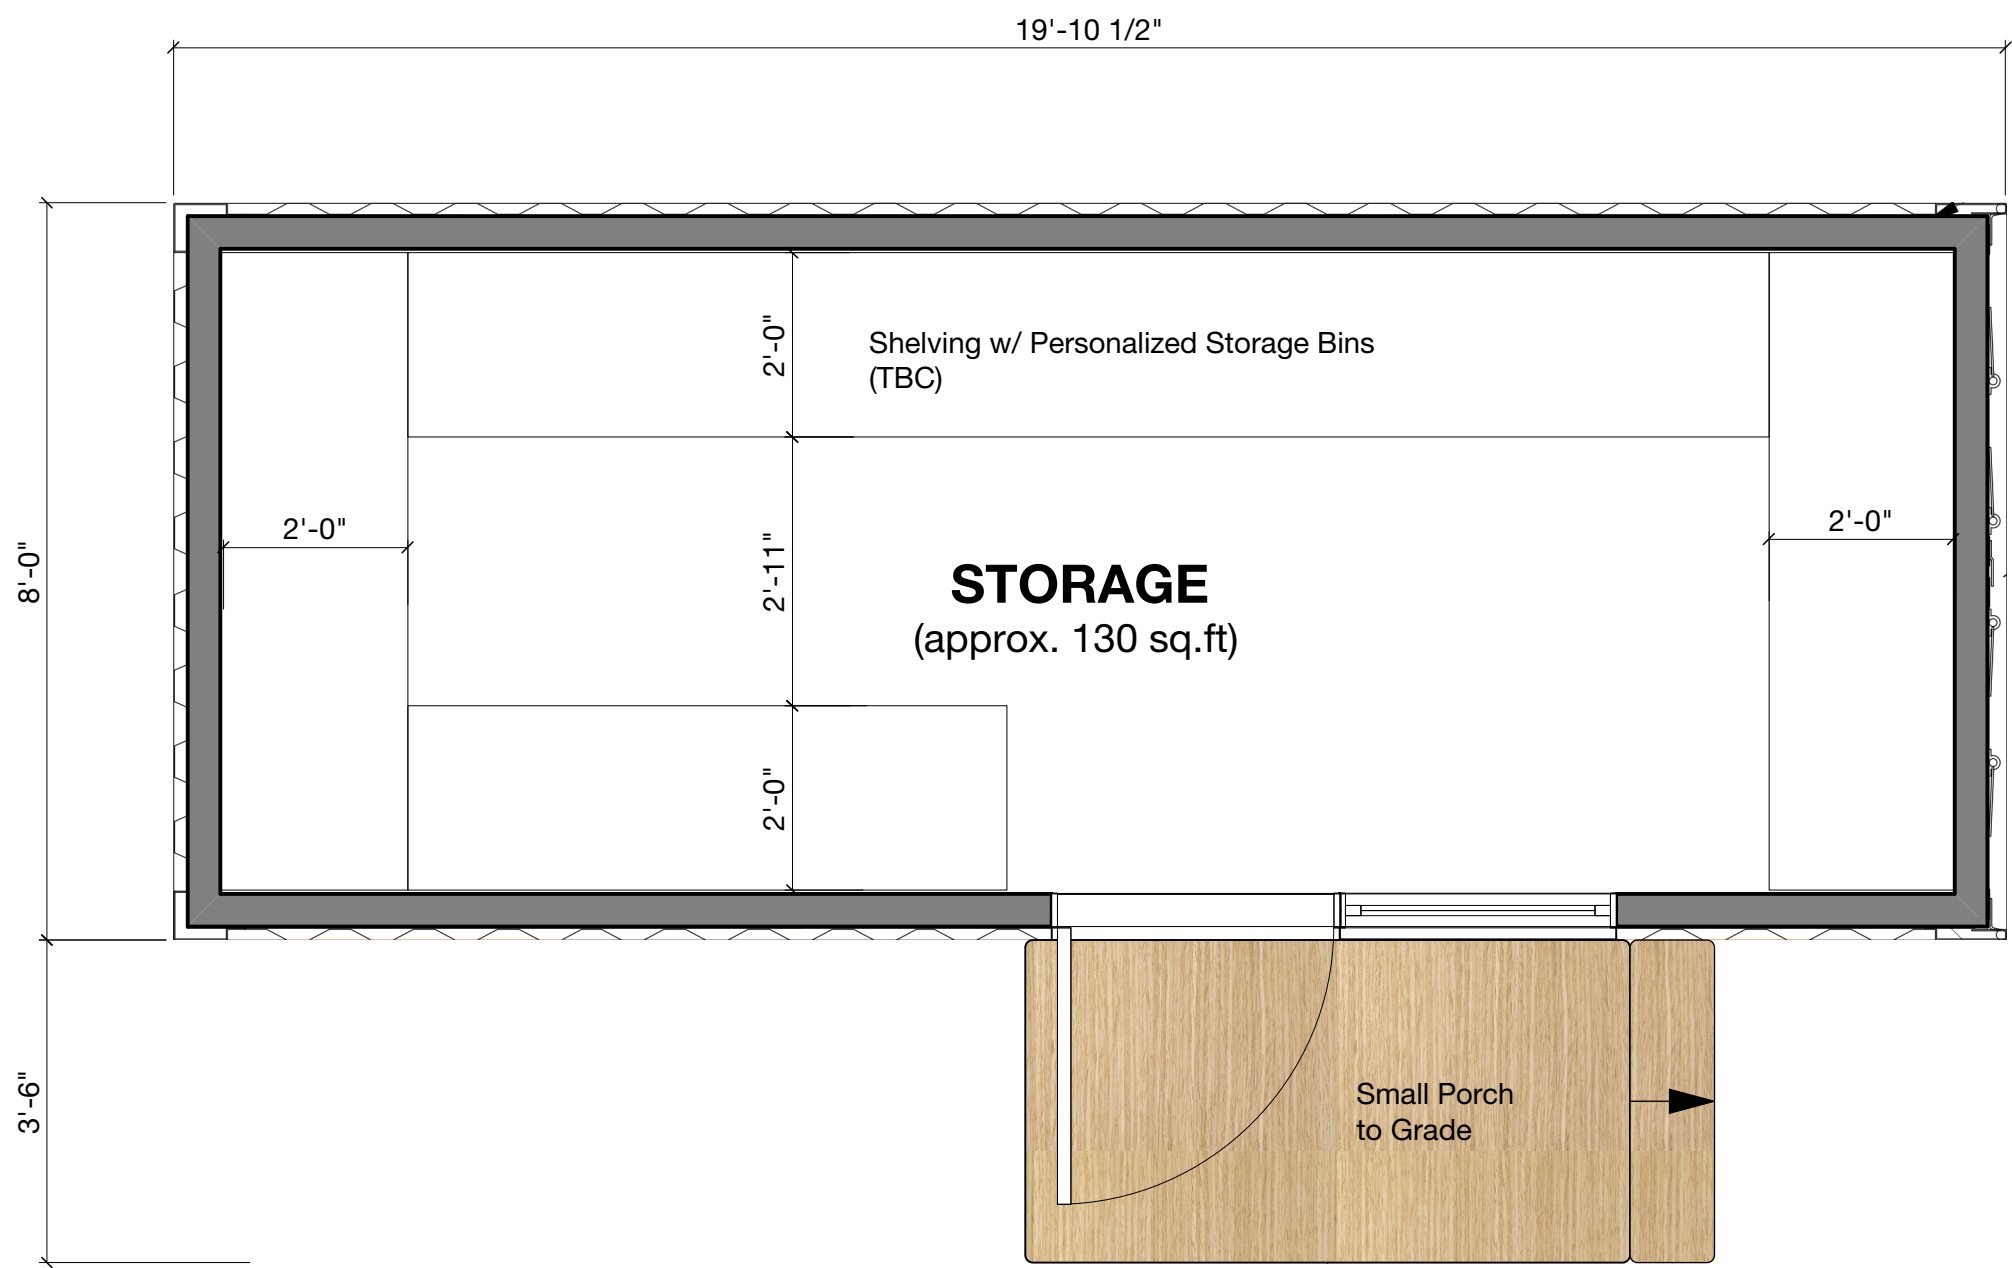 19'-10 1/2"
2'-0"
Shelving w/ Personalized Storage Bins
(TBC)
2'-0"
2'-0"
8'-0"
2'-11"
STORAGE
(approx. 130 sq.ft)
2'-0"
3'-6"
Small Porch
to Grade